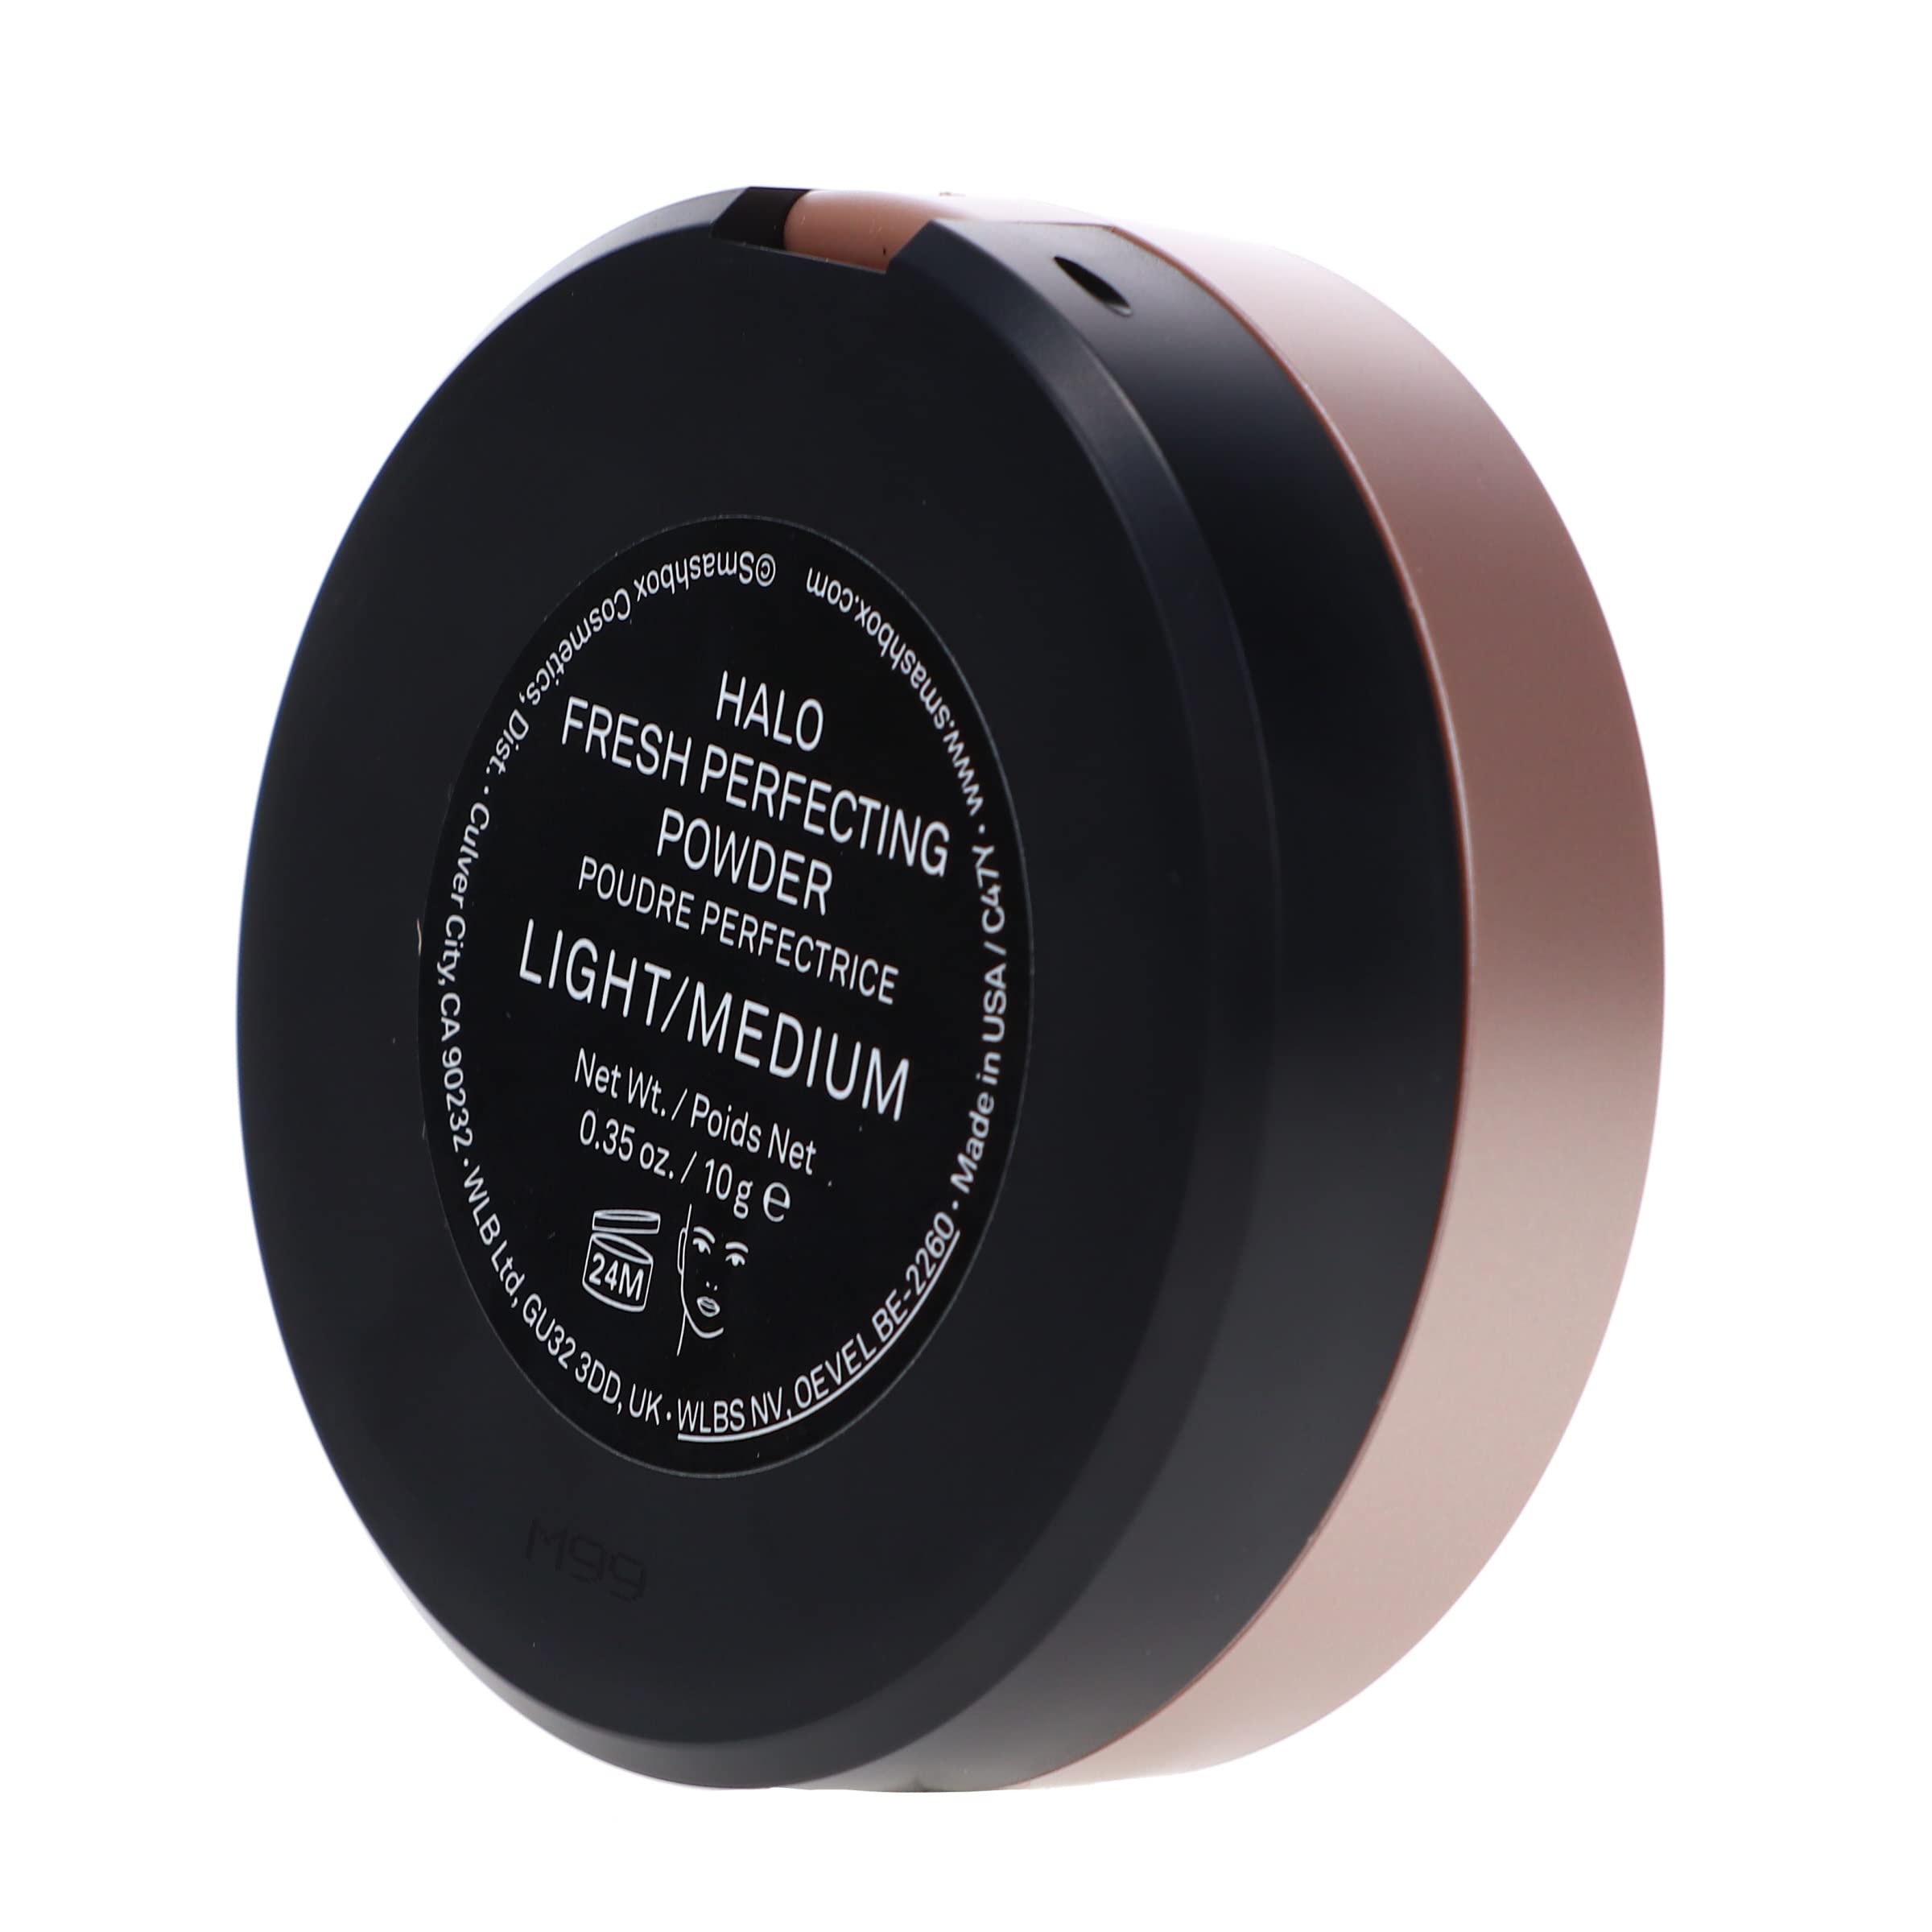 HALO
FRESH PERFECTING
POWDER
POUDRE PERFECTRICE
LIGHT/MEDIUM
Net Wt. / Poids Net
0.35 oz. / 10 g ℮
24M
©Smashbox Cosmetics, Dist. • Culver City, CA 90232 • WLB Ltd, GU32 3DD, UK • WLBS NV, OEVEL BE-2260 • Made in USA / C47Y • www.smashbox.com
M99